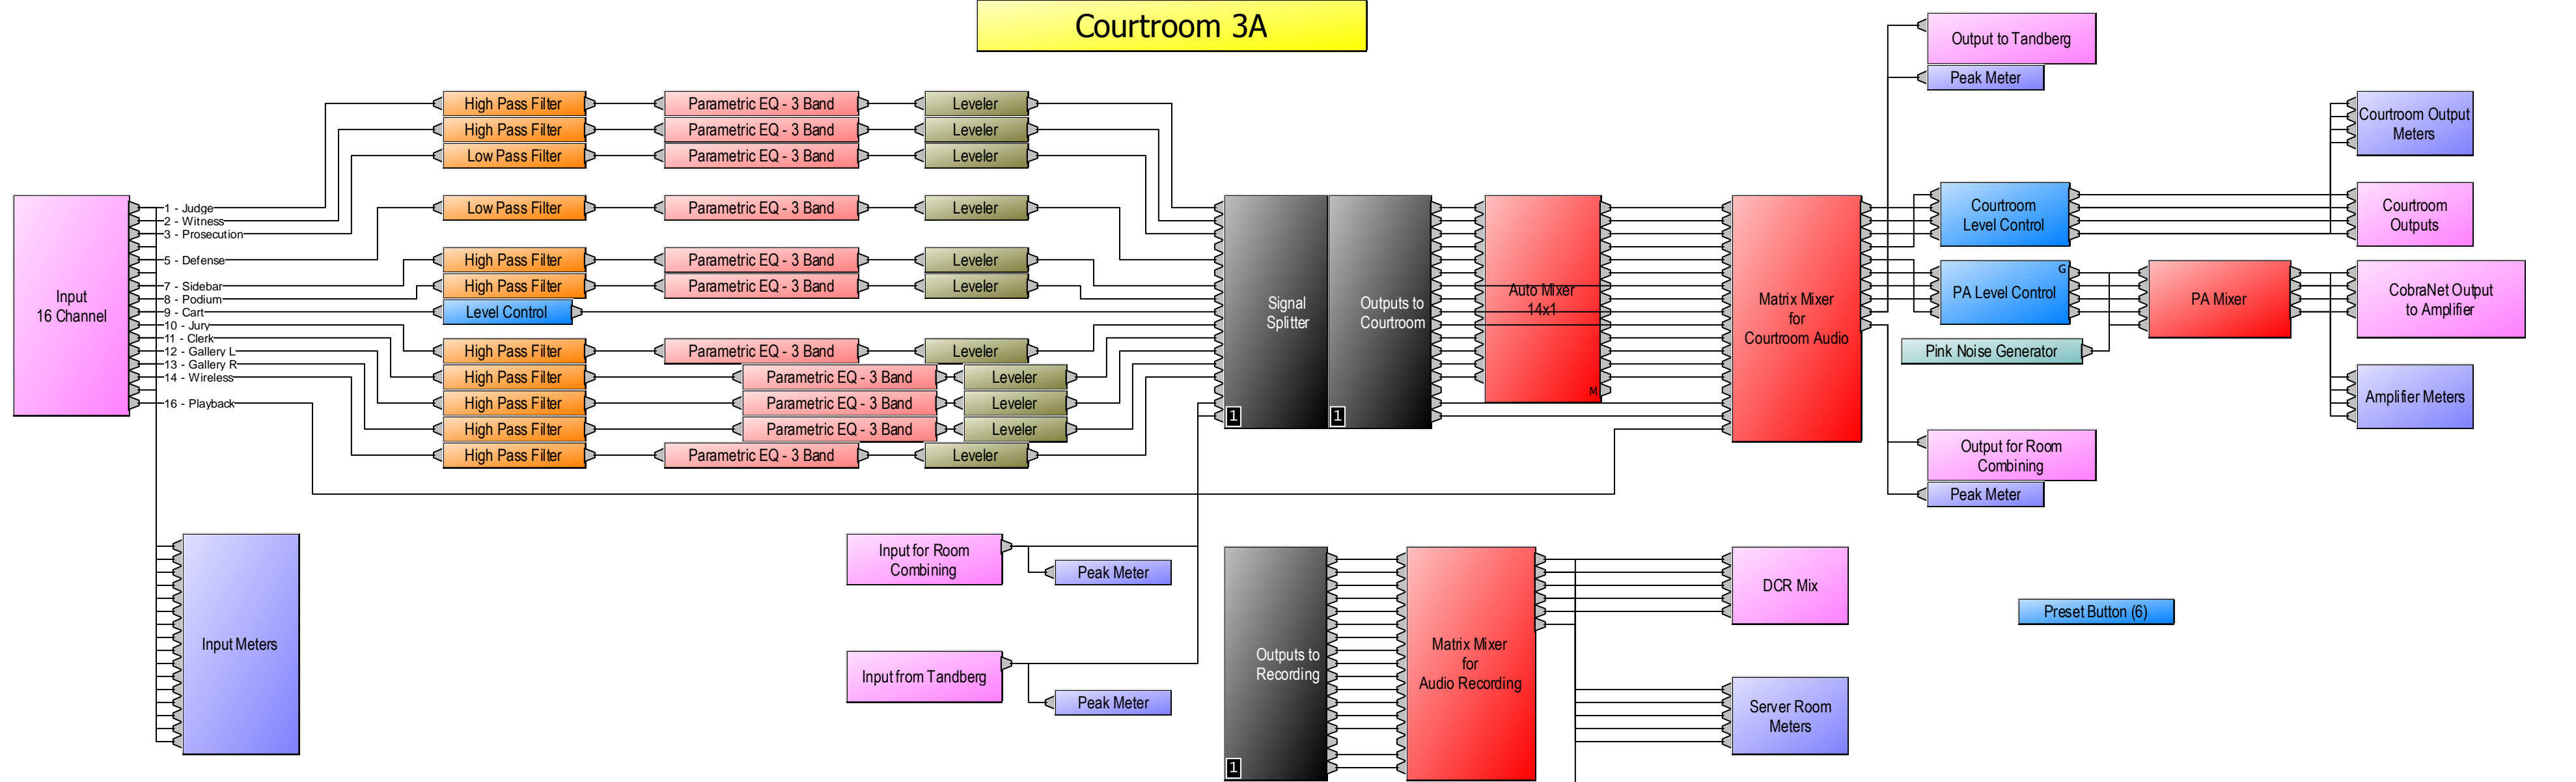 Courtroom 3A
Output to Tandberg
Peak Meter
High Pass Filter
Parametric EQ - 3 Band
Leveler
High Pass Filter
Parametric EQ - 3 Band
Leveler
Low Pass Filter
Parametric EQ - 3 Band
Leveler
Courtroom Output
Meters
Input
16 Channel
1 - Judge
2 - Witness
3 - Prosecution
5 - Defense
7 - Sidebar
8 - Podium
9 - Cart
10 - Jury
11 - Clerk
12 - Gallery L
13 - Gallery R
14 - Wireless
16 - Playback
Low Pass Filter
Parametric EQ - 3 Band
Leveler
High Pass Filter
Parametric EQ - 3 Band
Leveler
High Pass Filter
Parametric EQ - 3 Band
Leveler
Level Control
High Pass Filter
Parametric EQ - 3 Band
Leveler
High Pass Filter
Parametric EQ - 3 Band
Leveler
High Pass Filter
Parametric EQ - 3 Band
Leveler
High Pass Filter
Parametric EQ - 3 Band
Leveler
High Pass Filter
Parametric EQ - 3 Band
Leveler
Signal
Splitter
1
Outputs to
Courtroom
1
Auto Mixer
14x1
M
Matrix Mixer
for
Courtroom Audio
Courtroom
Level Control
Courtroom
Outputs
G
PA Level Control
PA Mixer
CobraNet Output
to Amplifier
Pink Noise Generator
Amplifier Meters
Output for Room
Combining
Peak Meter
Input Meters
Input for Room
Combining
Peak Meter
Input from Tandberg
Peak Meter
Outputs to
Recording
1
Matrix Mixer
for
Audio Recording
DCR Mix
Server Room
Meters
Preset Button (6)